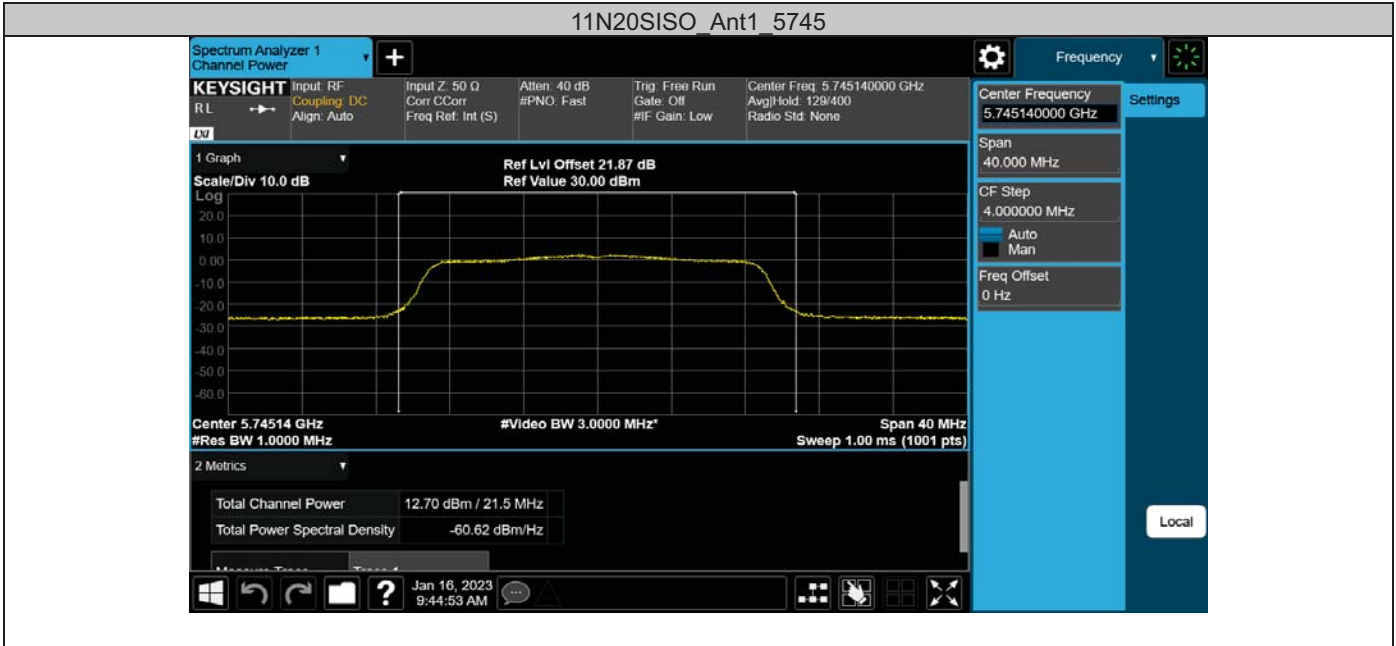 11N20SISO_Ant1_5745
Spectrum Analyzer 1
Channel Power
+
Frequency
KEYSIGHT
RL
LXI
Input: RF
Coupling: DC
Align: Auto
Input Z: 50 Ω
Corr CCorr
Freq Ref: Int (S)
Atten: 40 dB
#PNO: Fast
Trig: Free Run
Gate: Off
#IF Gain: Low
Center Freq: 5.745140000 GHz
Avg|Hold: 129/400
Radio Std: None
Center Frequency
5.745140000 GHz
Settings
Span
40.000 MHz
CF Step
4.000000 MHz
Auto
Man
Freq Offset
0 Hz
Local
1 Graph
Scale/Div 10.0 dB
Ref Lvl Offset 21.87 dB
Ref Value 30.00 dBm
Log
20.0
10.0
0.00
-10.0
-20.0
-30.0
-40.0
-50.0
-60.0
Center 5.74514 GHz
#Video BW 3.0000 MHz*
Span 40 MHz
#Res BW 1.0000 MHz
Sweep 1.00 ms (1001 pts)
2 Metrics
Total Channel Power 12.70 dBm / 21.5 MHz
Total Power Spectral Density -60.62 dBm/Hz
?
Jan 16, 2023
9:44:53 AM